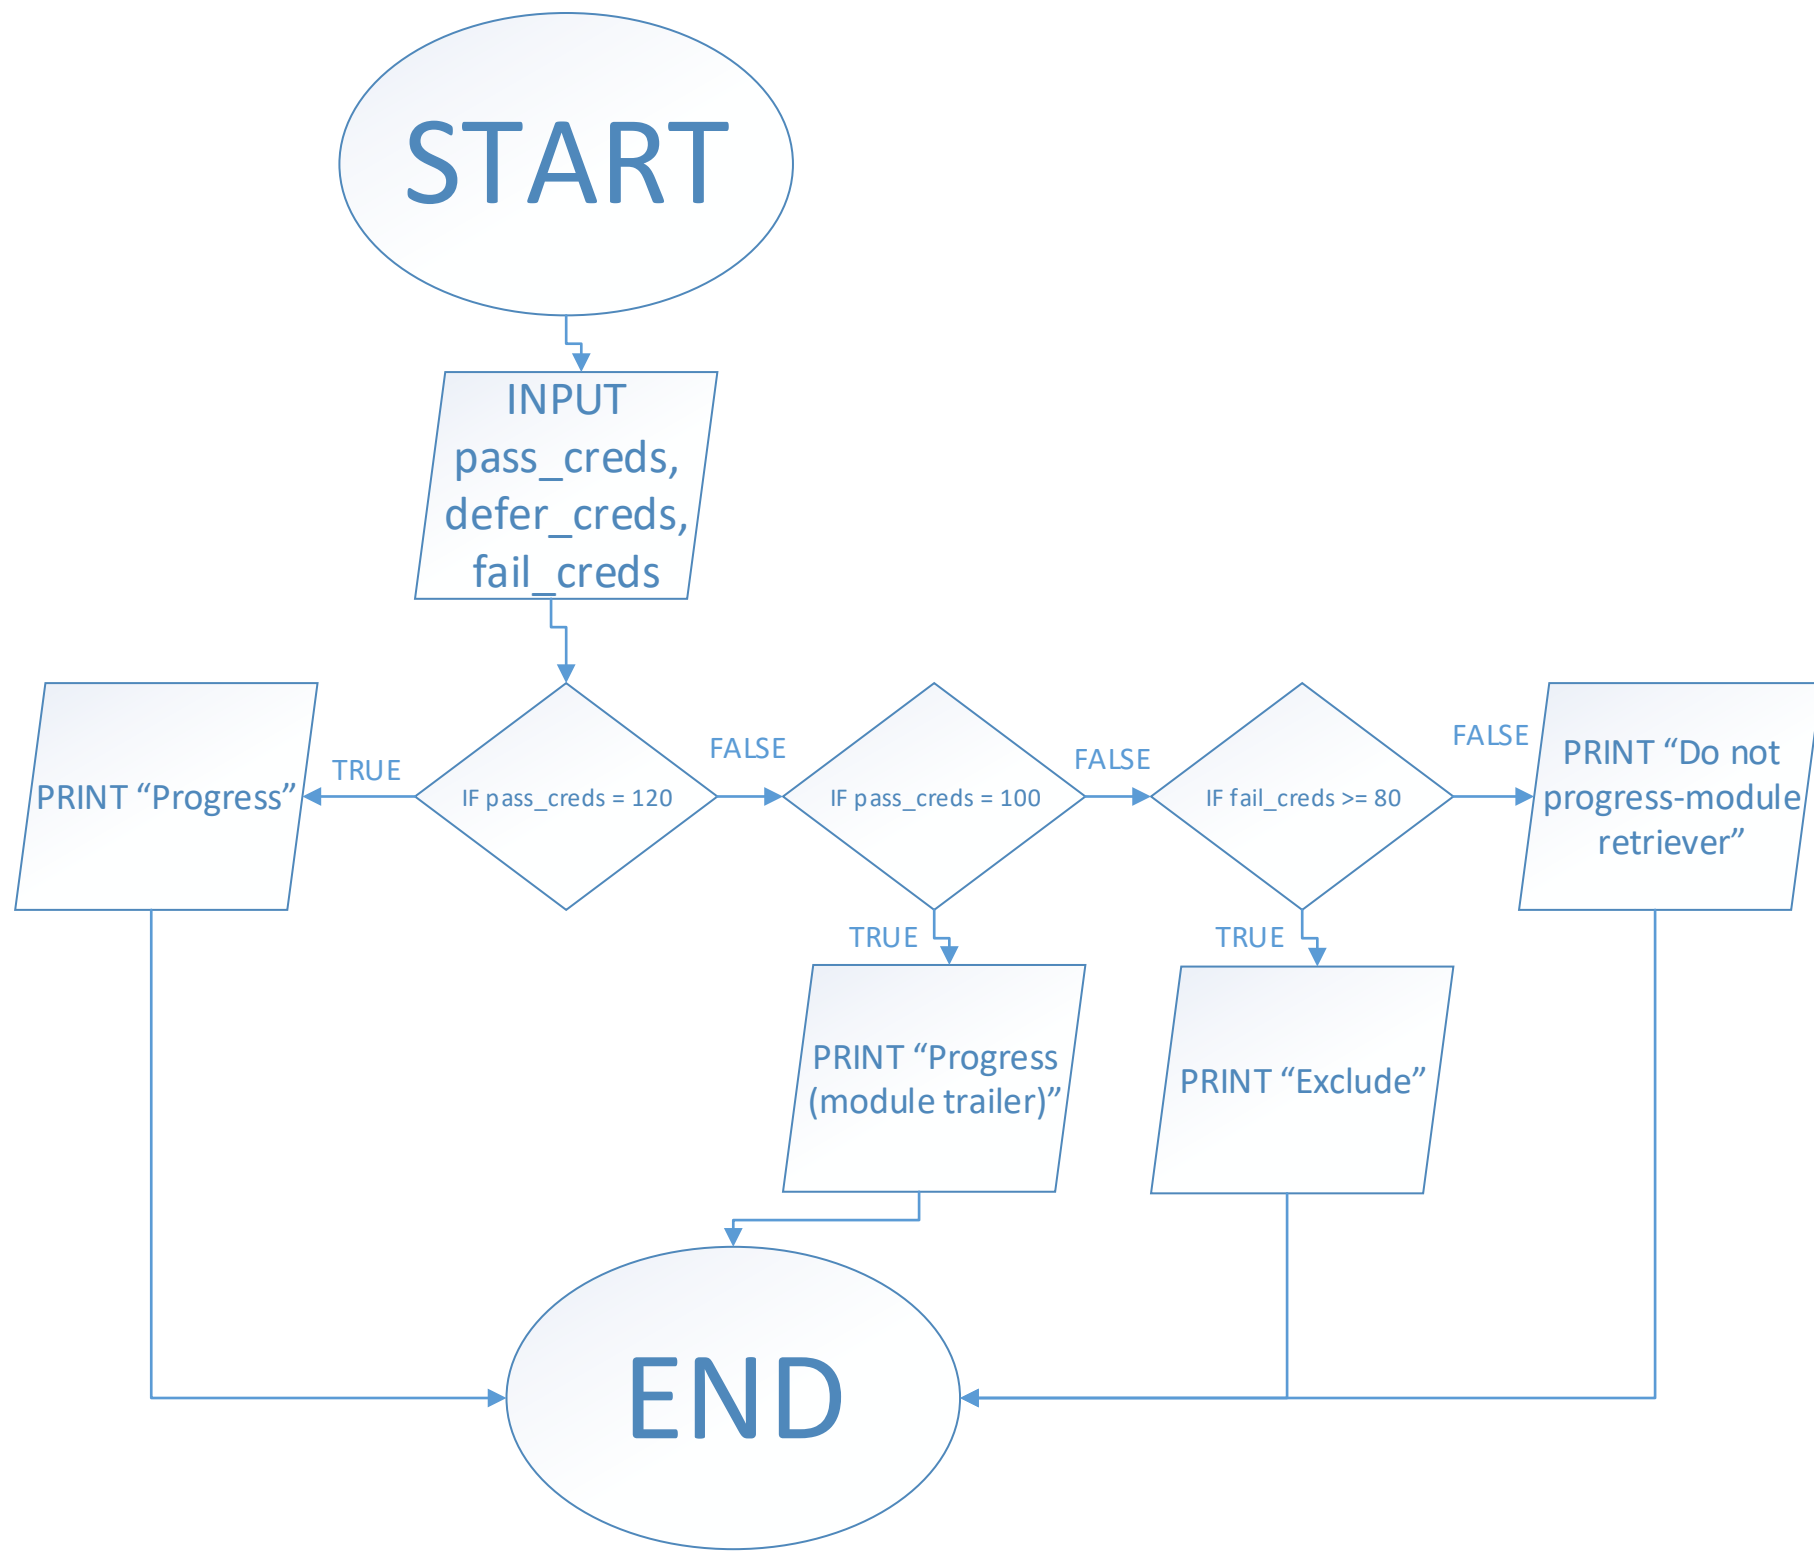 START
INPUT
pass_creds,
defer_creds,
fail_creds
PRINT “Progress”
TRUE
IF pass_creds = 120
FALSE
IF pass_creds = 100
FALSE
IF fail_creds >= 80
FALSE
PRINT “Do not
progress-module
retriever”
TRUE
PRINT “Progress
(module trailer)”
TRUE
PRINT “Exclude”
END